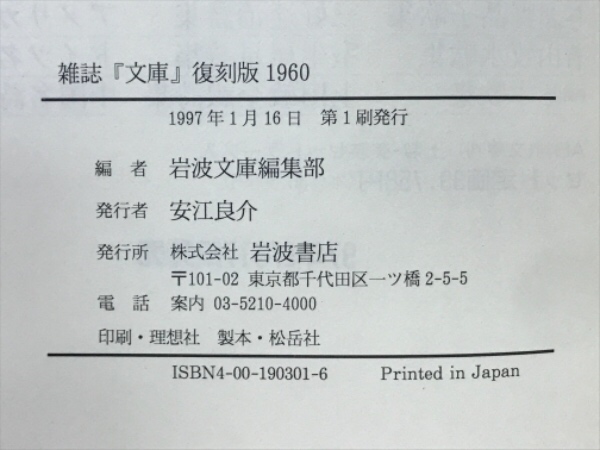 雑誌『文庫』復刻版 1960
1997年1月16日 第1刷発行
編者 岩波文庫編集部
発行者 安江良介
発行所 株式会社 岩波書店
〒101-02 東京都千代田区一ツ橋2-5-5
電話 案内 03-5210-4000
印刷・理想社 製本・松岳社
ISBN4-00-190301-6 Printed in Japan